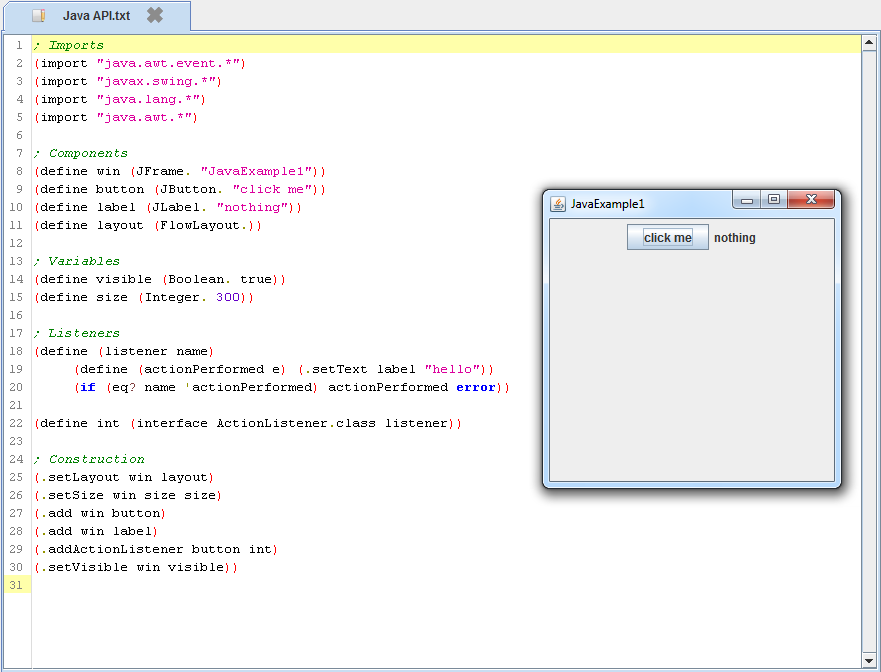 Java API.txt
1 ; Imports
2 (import "java.awt.event.*")
3 (import "javax.swing.*")
4 (import "java.lang.*")
5 (import "java.awt.*")
6
7 ; Components
8 (define win (JFrame. "JavaExample1"))
9 (define button (JButton. "click me"))
10 (define label (JLabel. "nothing"))
11 (define layout (FlowLayout.))
12
13 ; Variables
14 (define visible (Boolean. true))
15 (define size (Integer. 300))
16
17 ; Listeners
18 (define (listener name)
19      (define (actionPerformed e) (.setText label "hello"))
20      (if (eq? name 'actionPerformed) actionPerformed error))
21
22 (define int (interface ActionListener.class listener))
23
24 ; Construction
25 (.setLayout win layout)
26 (.setSize win size size)
27 (.add win button)
28 (.add win label)
29 (.addActionListener button int)
30 (.setVisible win visible))
31
JavaExample1
click me nothing